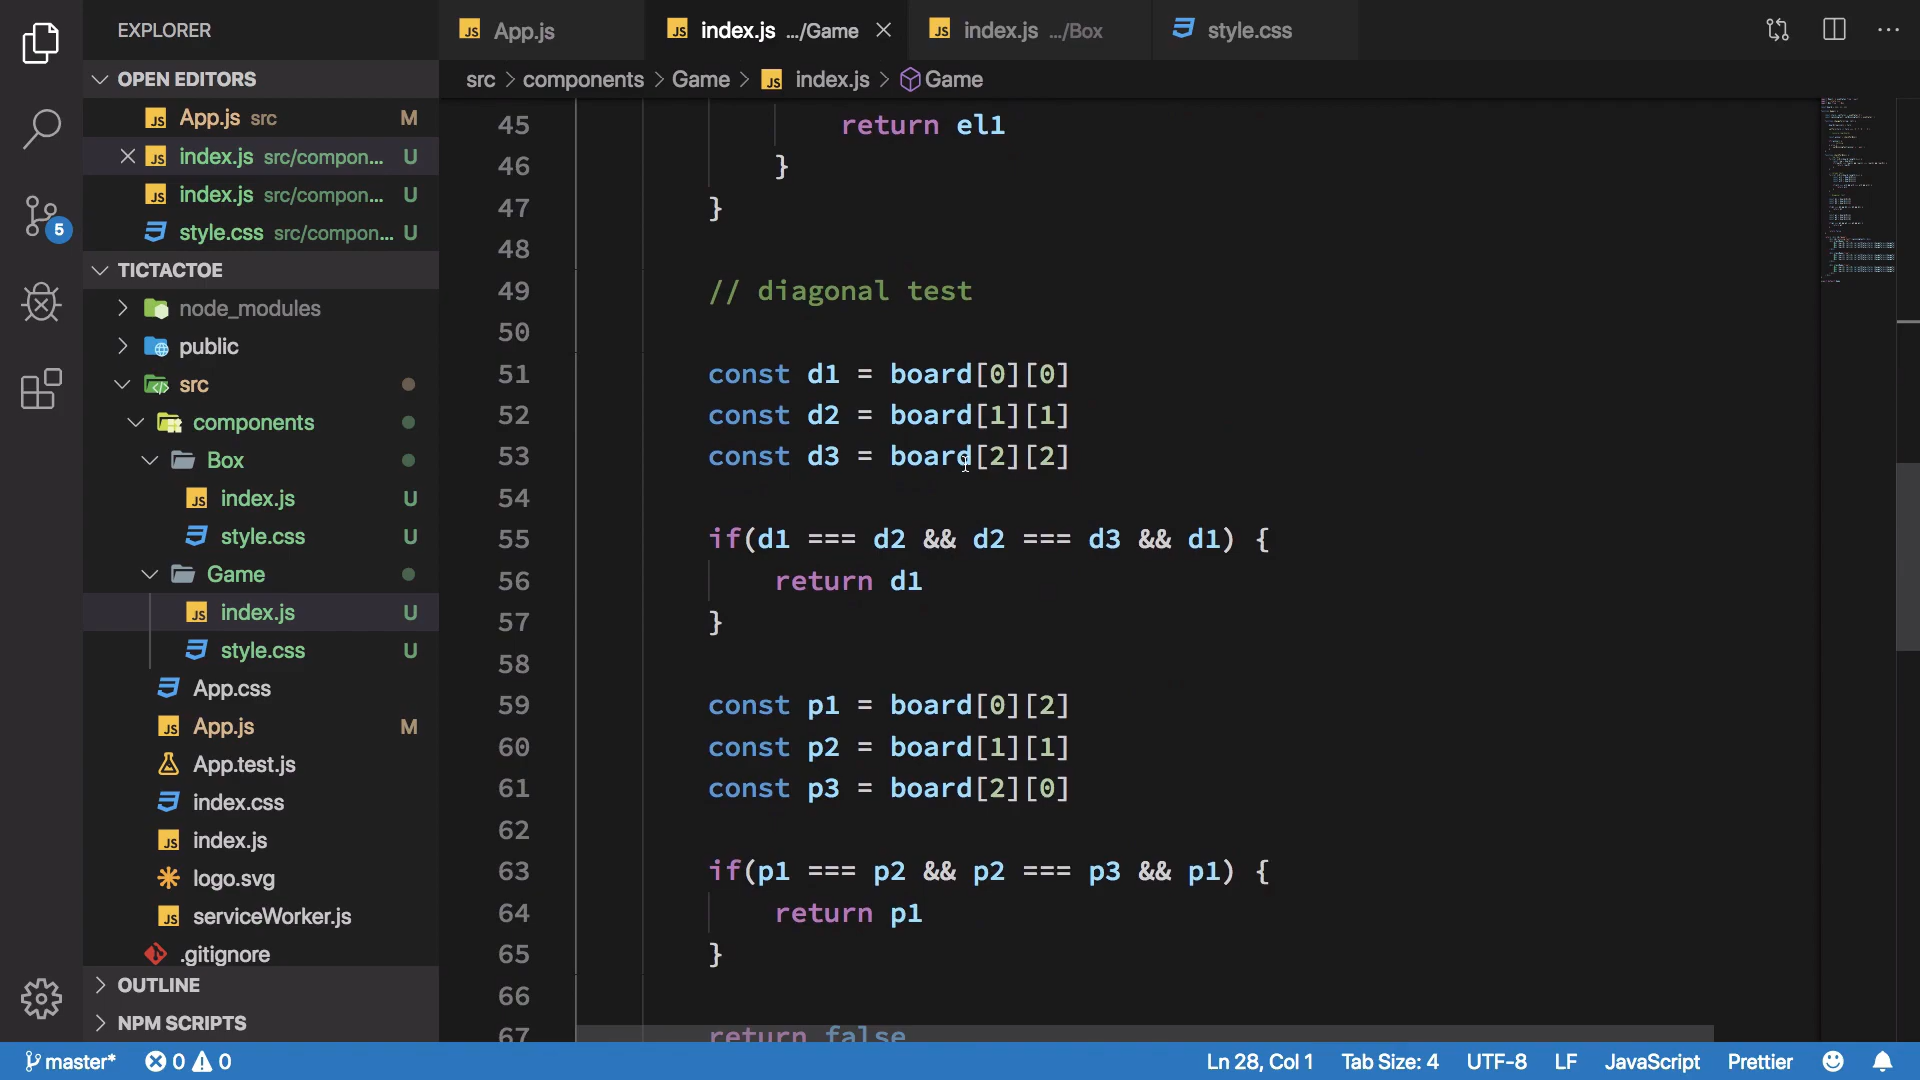 EXPLORER
OPEN EDITORS
App.js src M
index.js src/compon... U
index.js src/compon... U
style.css src/compon... U
TICTACTOE
node_modules
public
src
components
Box
index.js U
style.css U
Game
index.js U
style.css U
App.css
App.js M
App.test.js
index.css
index.js
logo.svg
serviceWorker.js
.gitignore
OUTLINE
NPM SCRIPTS
5
App.js
index.js .../Game
index.js .../Box
style.css
src > components > Game > index.js > Game
45 return el1
46 }
47 }
48
49 // diagonal test
50
51 const d1 = board[0][0]
52 const d2 = board[1][1]
53 const d3 = board[2][2]
54
55 if(d1 === d2 && d2 === d3 && d1) {
56 return d1
57 }
58
59 const p1 = board[0][2]
60 const p2 = board[1][1]
61 const p3 = board[2][0]
62
63 if(p1 === p2 && p2 === p3 && p1) {
64 return p1
65 }
66
67 return false
master* 0 0 Ln 28, Col 1 Tab Size: 4 UTF-8 LF JavaScript Prettier